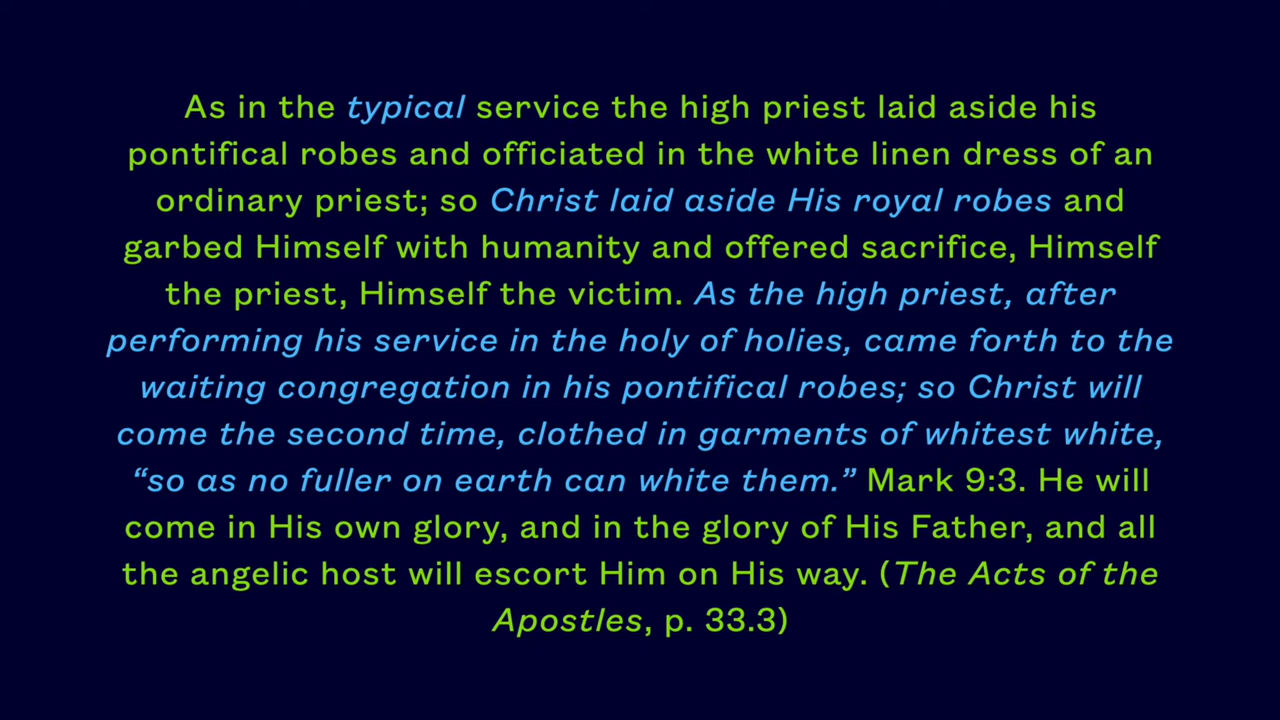 As in the typical service the high priest laid aside his
pontifical robes and officiated in the white linen dress of an
ordinary priest; so Christ laid aside His royal robes and
garbed Himself with humanity and offered sacrifice, Himself
the priest, Himself the victim. As the high priest, after
performing his service in the holy of holies, came forth to the
waiting congregation in his pontifical robes; so Christ will
come the second time, clothed in garments of whitest white,
“so as no fuller on earth can white them.” Mark 9:3. He will
come in His own glory, and in the glory of His Father, and all
the angelic host will escort Him on His way. (The Acts of the
Apostles, p. 33.3)